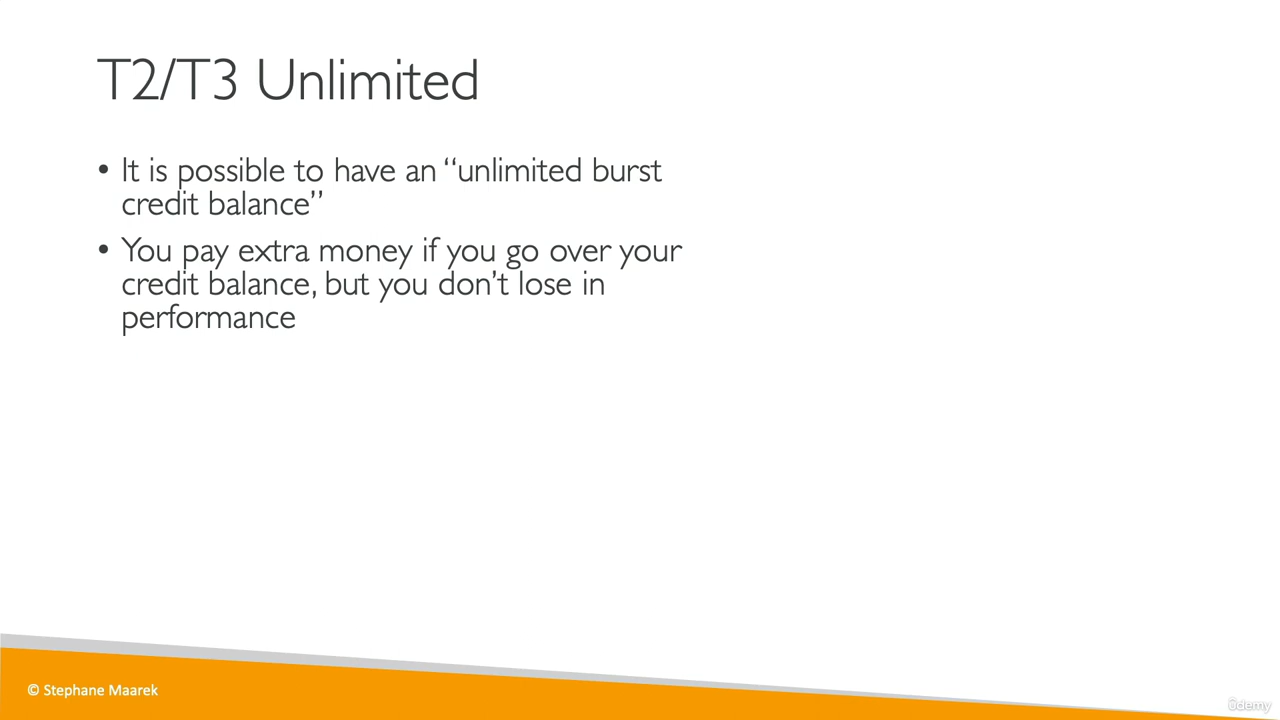 T2/T3 Unlimited
• It is possible to have an “unlimited burst
credit balance”
• You pay extra money if you go over your
credit balance, but you don’t lose in
performance
© Stephane Maarek
ûdemy